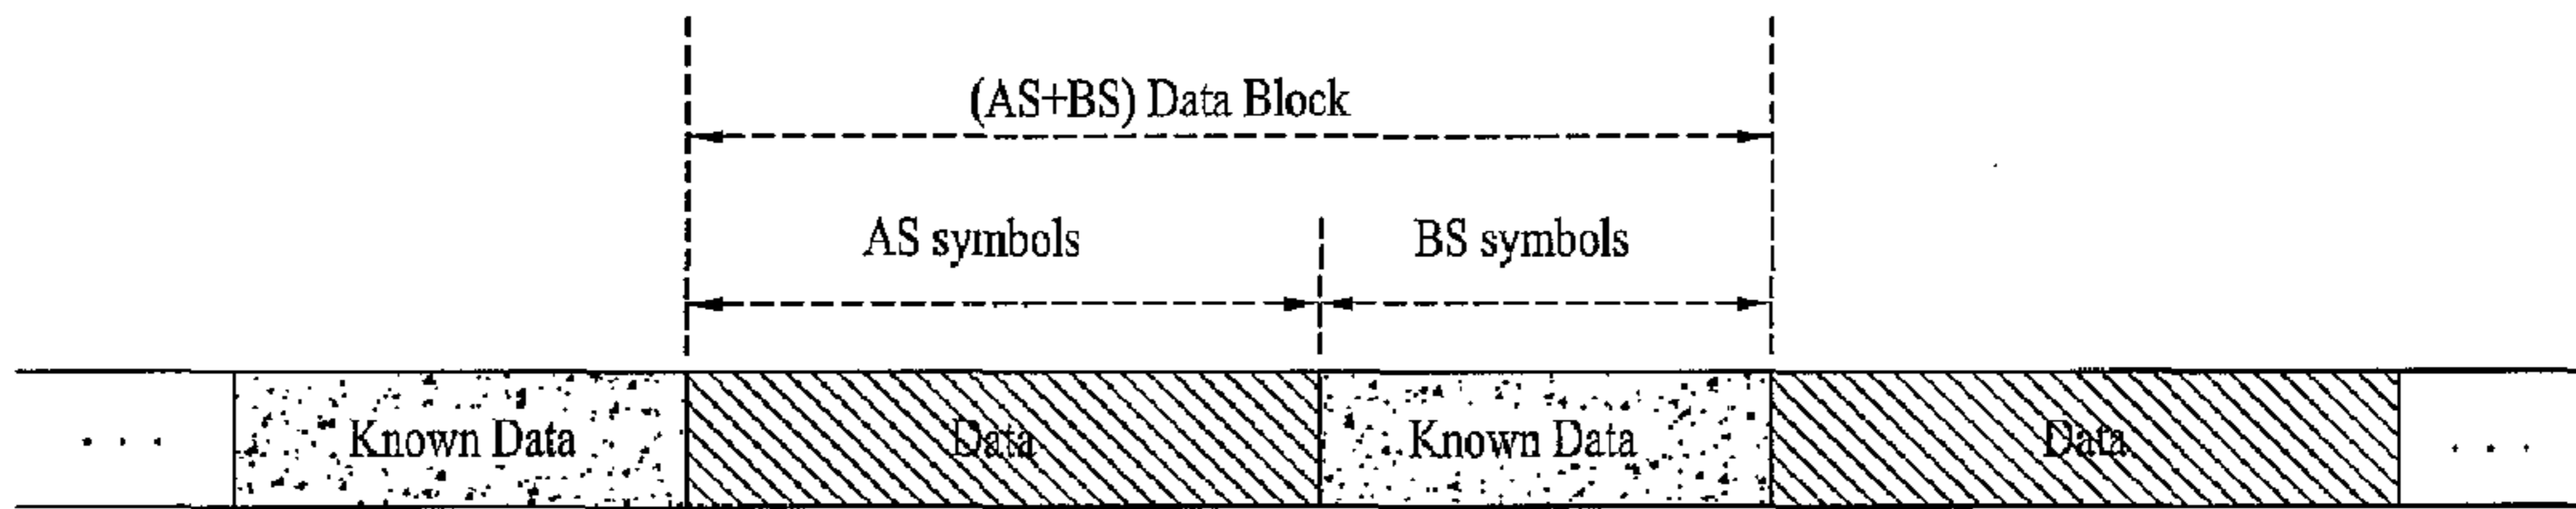 (AS+BS) Data Block
AS symbols BS symbols
. . . Known Data Data Known Data Data . . .